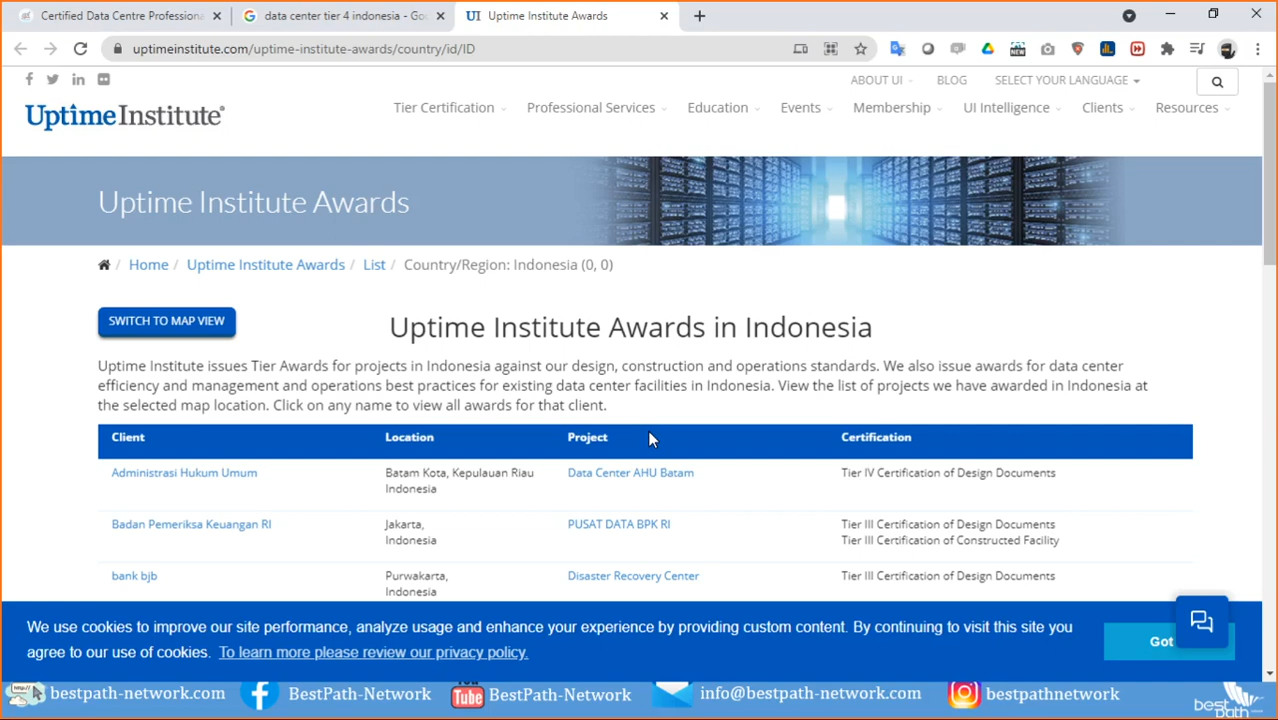 Certified Data Centre Professiona
data center tier 4 indonesia - Goo
UI Uptime Institute Awards
uptimeinstitute.com/uptime-institute-awards/country/id/ID
NEW
ABOUT UI
BLOG
SELECT YOUR LANGUAGE
UptimeInstitute®
Tier Certification
Professional Services
Education
Events
Membership
UI Intelligence
Clients
Resources
Uptime Institute Awards
/ Home / Uptime Institute Awards / List / Country/Region: Indonesia (0, 0)
SWITCH TO MAP VIEW
Uptime Institute Awards in Indonesia
Uptime Institute issues Tier Awards for projects in Indonesia against our design, construction and operations standards. We also issue awards for data center
efficiency and management and operations best practices for existing data center facilities in Indonesia. View the list of projects we have awarded in Indonesia at
the selected map location. Click on any name to view all awards for that client.
Client Location Project Certification
Administrasi Hukum Umum Batam Kota, Kepulauan Riau Data Center AHU Batam Tier IV Certification of Design Documents
Indonesia
Badan Pemeriksa Keuangan RI Jakarta, PUSAT DATA BPK RI Tier III Certification of Design Documents
Indonesia Tier III Certification of Constructed Facility
bank bjb Purwakarta, Disaster Recovery Center Tier III Certification of Design Documents
Indonesia
We use cookies to improve our site performance, analyze usage and enhance your experience by providing custom content. By continuing to visit this site you
agree to our use of cookies. To learn more please review our privacy policy.
Got
http:// bestpath-network.com
BestPath-Network
You Tube BestPath-Network
info@bestpath-network.com
bestpathnetwork
best path